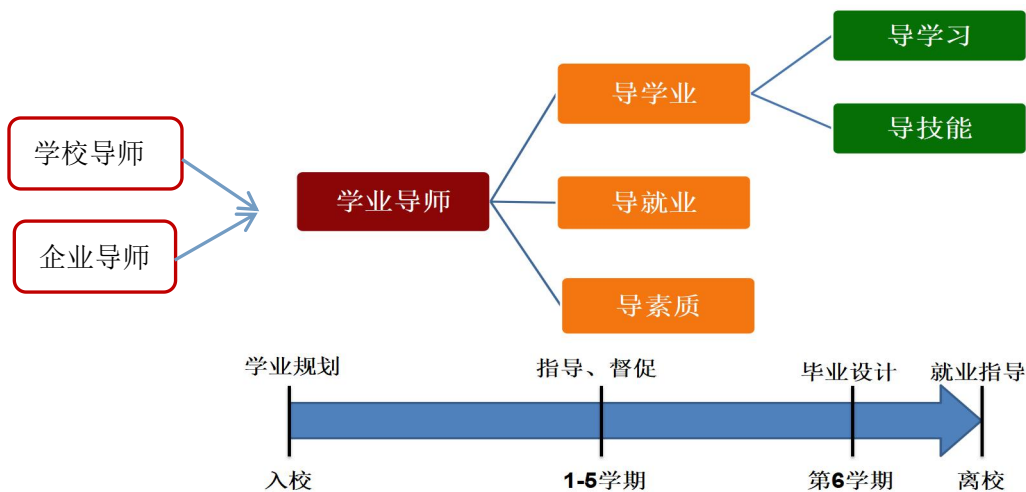 导学习
导学业
导技能
学校导师
学业导师
导就业
企业导师
导素质
学业规划
指导、督促
毕业设计
就业指导
入校
1-5学期
第6学期
离校